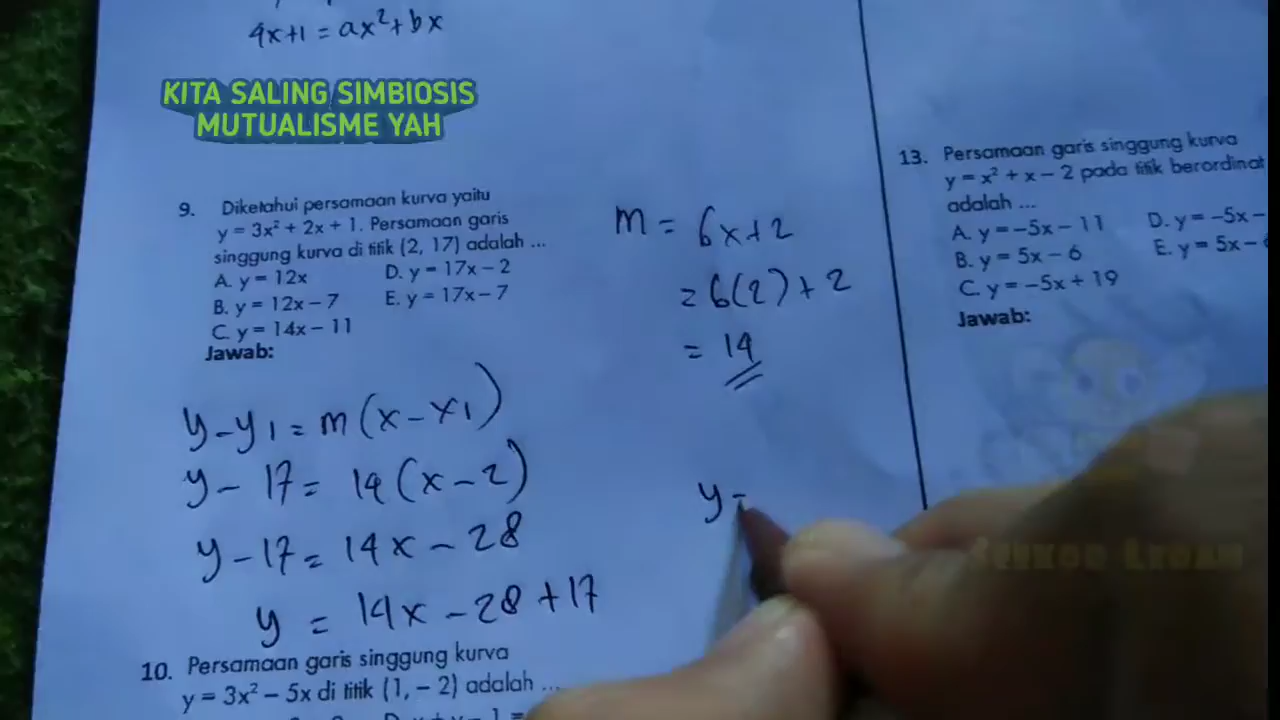 4x+1 = ax²+bx
KITA SALING SIMBIOSIS
MUTUALISME YAH
9. Diketahui persamaan kurva yaitu
y = 3x² + 2x + 1. Persamaan garis
singgung kurva di titik (2, 17) adalah ...
A. y = 12x D. y = 17x − 2
B. y = 12x − 7 E. y = 17x − 7
C. y = 14x − 11
Jawab:
y − y1 = m(x − x1)
y − 17 = 14(x − 2)
y − 17 = 14x − 28
y = 14x − 28 + 17
m = 6x+2
= 6(2) + 2
= 14
y =
10. Persamaan garis singgung kurva
y = 3x² − 5x di titik (1, − 2) adalah ...
13. Persamaan garis singgung kurva
y = x² + x − 2 pada titik berordinat
adalah ...
A. y = −5x − 11 D. y = −5x −
B. y = 5x − 6 E. y = 5x −
C. y = −5x + 19
Jawab: